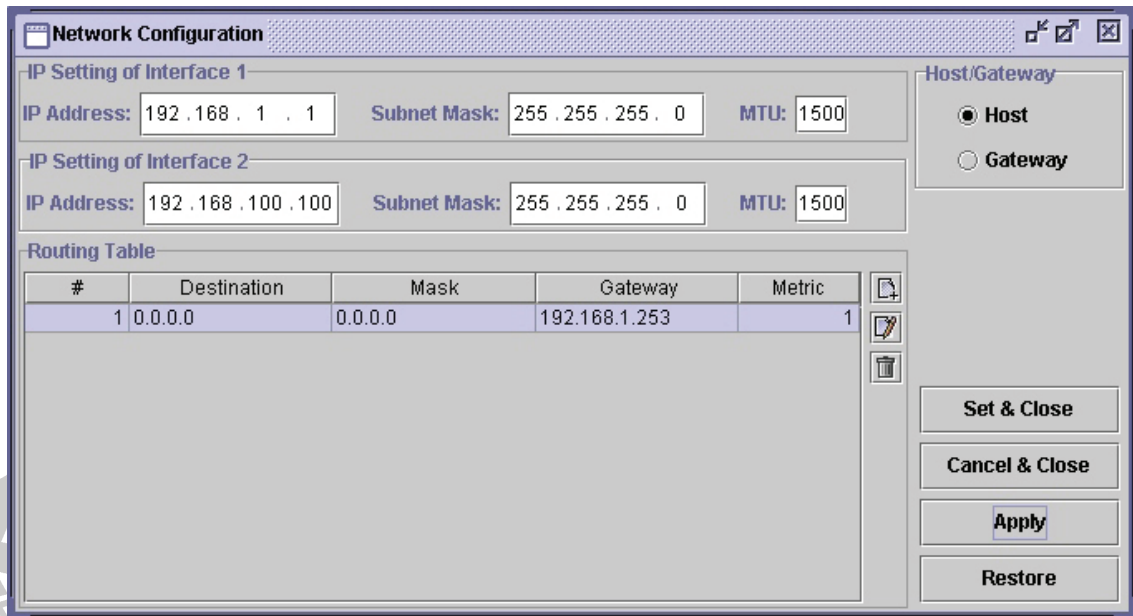 Network Configuration
IP Setting of Interface 1
IP Address: 192 .168 . 1 . 1 Subnet Mask: 255 .255 .255 . 0 MTU: 1500
IP Setting of Interface 2
IP Address: 192 .168 .100 .100 Subnet Mask: 255 .255 .255 . 0 MTU: 1500
Host/Gateway
Host
Gateway
Routing Table
# Destination Mask Gateway Metric
1 0.0.0.0 0.0.0.0 192.168.1.253 1
Set & Close
Cancel & Close
Apply
Restore